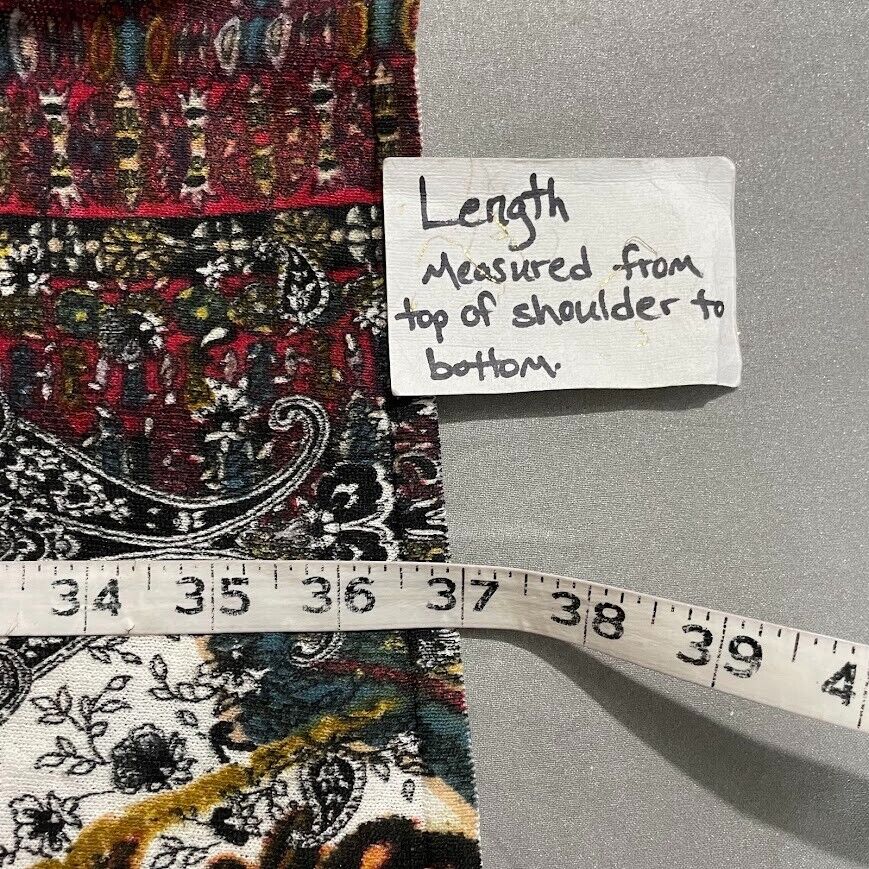 Length
Measured from
top of shoulder to
bottom.
34 35 36 37 38 39 4